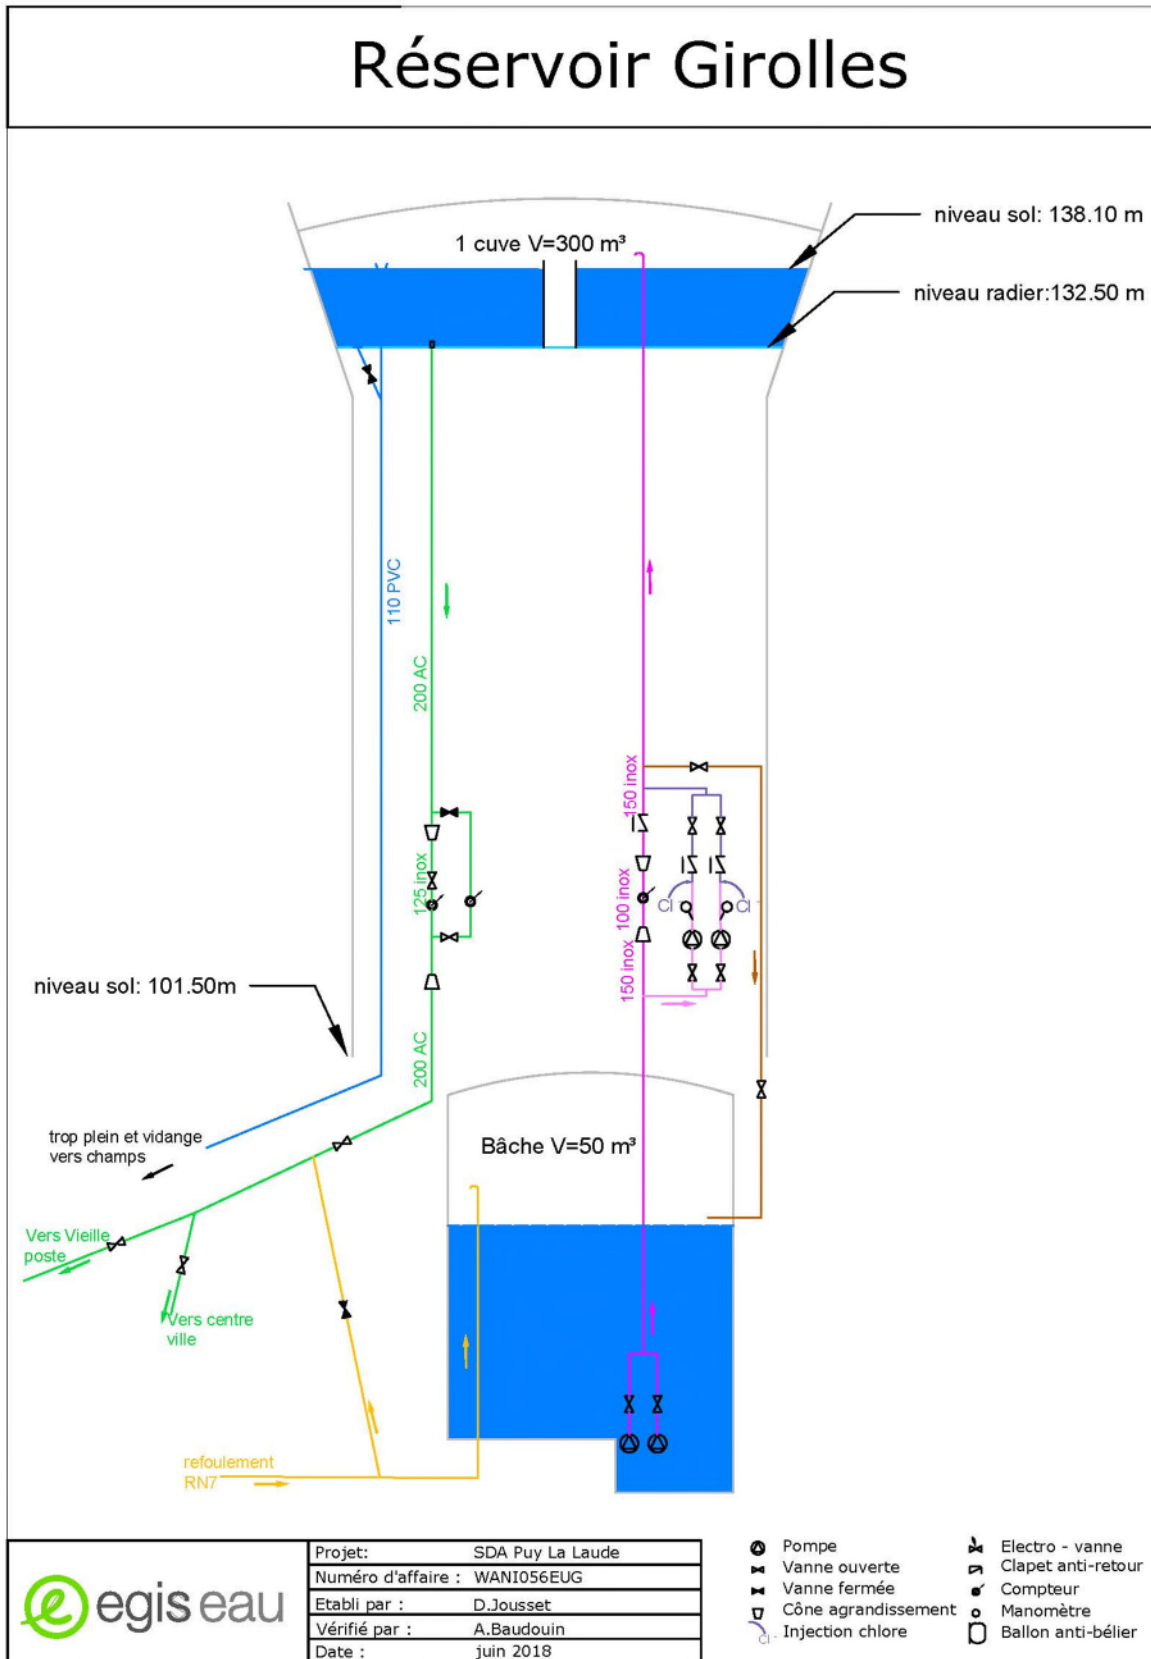 Réservoir Girolles
niveau sol: 138.10 m
1 cuve V=300 m³
niveau radier:132.50 m
110 PVC
200 AC
150 inox
125 inox
100 inox
Cl
Cl
150 inox
niveau sol: 101.50m
200 AC
trop plein et vidange
vers champs
Bâche V=50 m³
Vers Vieille
poste
Vers centre
ville
refoulement
RN7
egis eau
Projet: SDA Puy La Laude
Numéro d'affaire : WANI056EUG
Etabli par : D.Jousset
Vérifié par : A.Baudouin
Date : juin 2018
Pompe
Vanne ouverte
Vanne fermée
Cône agrandissement
Cl Injection chlore
Electro - vanne
Clapet anti-retour
Compteur
Manomètre
Ballon anti-bélier